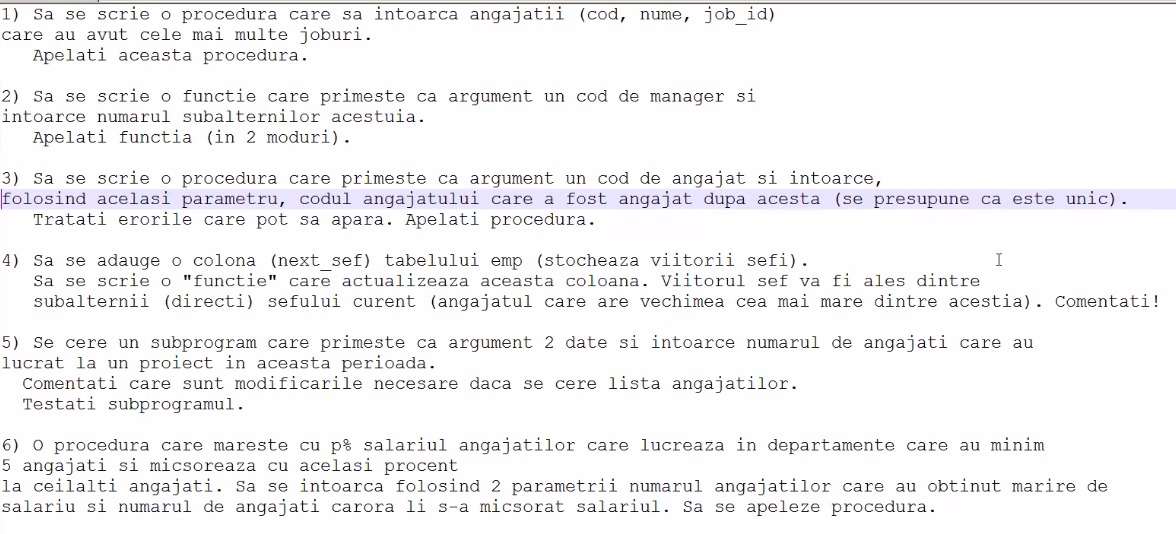 1) Sa se scrie o procedura care sa intoarca angajatii (cod, nume, job_id)
care au avut cele mai multe joburi.
Apelati aceasta procedura.
2) Sa se scrie o functie care primeste ca argument un cod de manager si
intoarce numarul subalternilor acestuia.
Apelati functia (in 2 moduri).
3) Sa se scrie o procedura care primeste ca argument un cod de angajat si intoarce,
folosind acelasi parametru, codul angajatului care a fost angajat dupa acesta (se presupune ca este unic).
Tratati erorile care pot sa apara. Apelati procedura.
4) Sa se adauge o colona (next_sef) tabelului emp (stocheaza viitorii sefi).
Sa se scrie o "functie" care actualizeaza aceasta coloana. Viitorul sef va fi ales dintre
subalternii (directi) sefului curent (angajatul care are vechimea cea mai mare dintre acestia). Comentati!
5) Se cere un subprogram care primeste ca argument 2 date si intoarce numarul de angajati care au
lucrat la un proiect in aceasta perioada.
Comentati care sunt modificarile necesare daca se cere lista angajatilor.
Testati subprogramul.
6) O procedura care mareste cu p% salariul angajatilor care lucreaza in departamente care au minim
5 angajati si micsoreaza cu acelasi procent
la ceilalti angajati. Sa se intoarca folosind 2 parametrii numarul angajatilor care au obtinut marire de
salariu si numarul de angajati carora li s-a micsorat salariul. Sa se apeleze procedura.